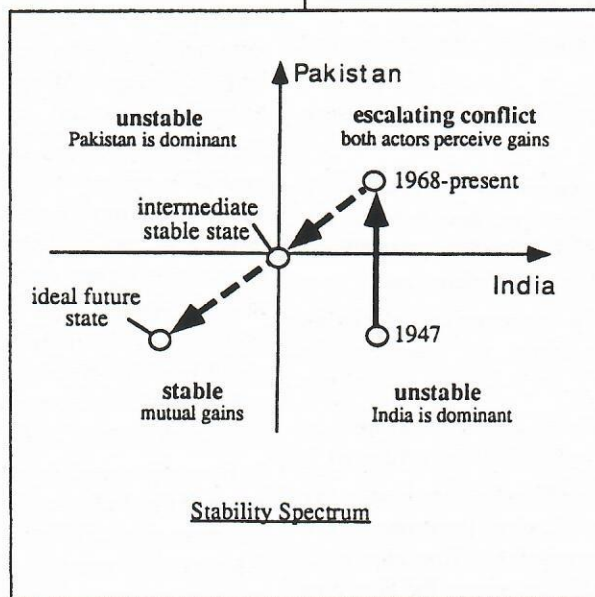 Pakistan
unstable
Pakistan is dominant
escalating conflict
both actors perceive gains
1968-present
intermediate
stable state
India
ideal future
state
1947
stable
mutual gains
unstable
India is dominant
Stability Spectrum